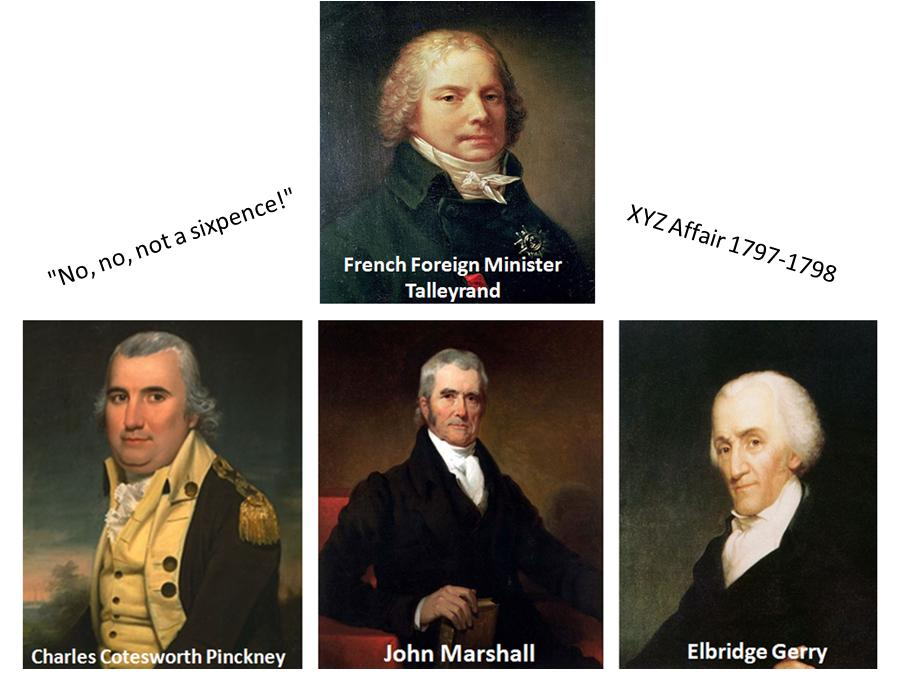 "No, no, not a sixpence!"
XYZ Affair 1797-1798
French Foreign Minister
Talleyrand
Charles Cotesworth Pinckney
John Marshall
Elbridge Gerry